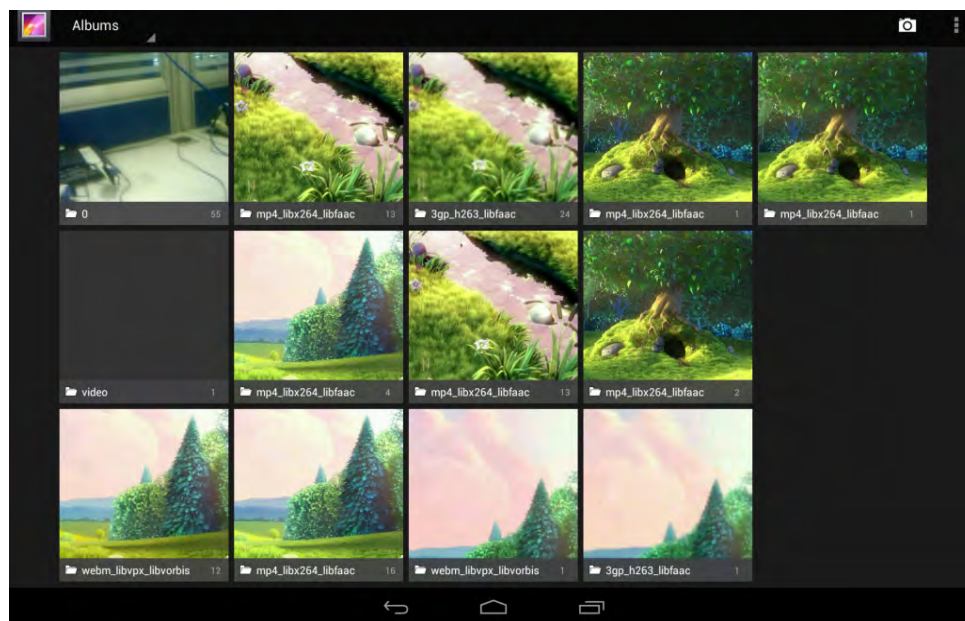 Albums
0 55
mp4_libx264_libfaac 13
3gp_h263_libfaac 24
mp4_libx264_libfaac 1
mp4_libx264_libfaac 1
video 1
mp4_libx264_libfaac 4
mp4_libx264_libfaac 13
mp4_libx264_libfaac 2
webm_libvpx_libvorbis 12
mp4_libx264_libfaac 16
webm_libvpx_libvorbis 1
3gp_h263_libfaac 1